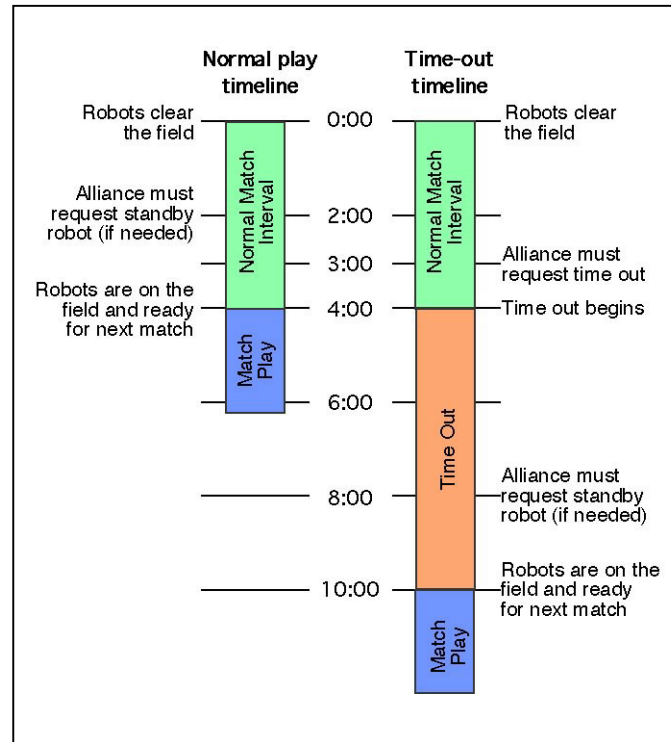 Normal play
timeline
Time-out
timeline
Robots clear
the field
0:00
Robots clear
the field
Normal Match
Interval
Normal Match
Interval
Alliance must
request standby
robot (if needed)
2:00
3:00
Alliance must
request time out
Robots are on the
field and ready
for next match
4:00
Time out begins
Match
Play
6:00
Time Out
8:00
Alliance must
request standby
robot (if needed)
10:00
Robots are on the
field and ready
for next match
Match
Play